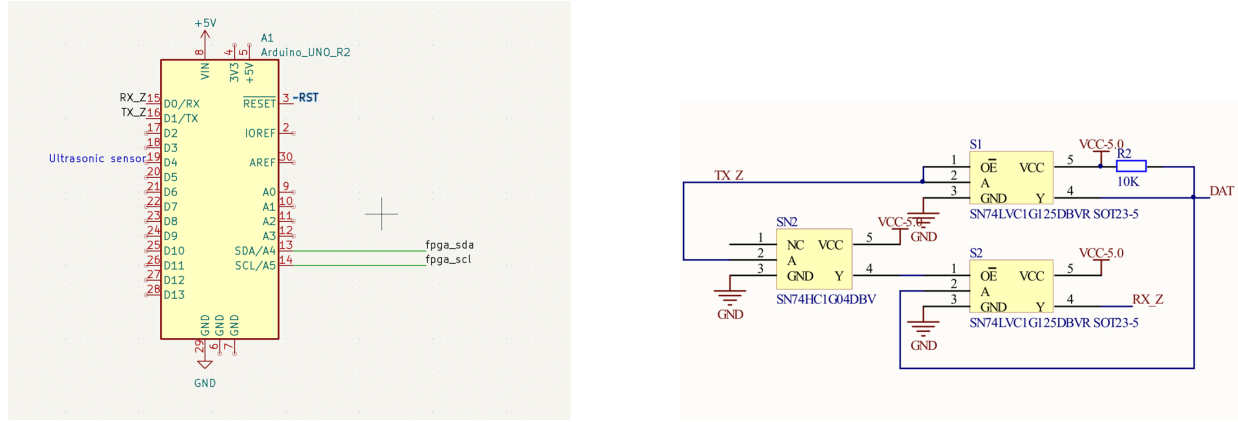 +5V
A1
Arduino_UNO_R2
8
4
5
VIN
3V3
+5V
RX_Z 15 D0/RX
RESET 3 ~RST
TX_Z 16 D1/TX
17 D2
IOREF 2
18 D3
Ultrasonic sensor 19 D4
AREF 30
20 D5
21 D6
A0 9
22 D7
A1 10
23 D8
A2 11
24 D9
A3 12
25 D10
SDA/A4 13 fpga_sda
26 D11
SCL/A5 14 fpga_scl
27 D12
28 D13
GND
GND
GND
29
6
7
GND
S1
VCC-5.0
R2
10K
1 OE VCC 5
2 A
3 GND Y 4
TX_Z
DAT
SN74LVC1G125DBVR SOT23-5
GND
SN2
VCC-5.0
1 NC VCC 5
2 A
3 GND Y 4
SN74HC1G04DBV
GND
S2
VCC-5.0
1 OE VCC 5
2 A
3 GND Y 4
RX_Z
SN74LVC1G125DBVR SOT23-5
GND